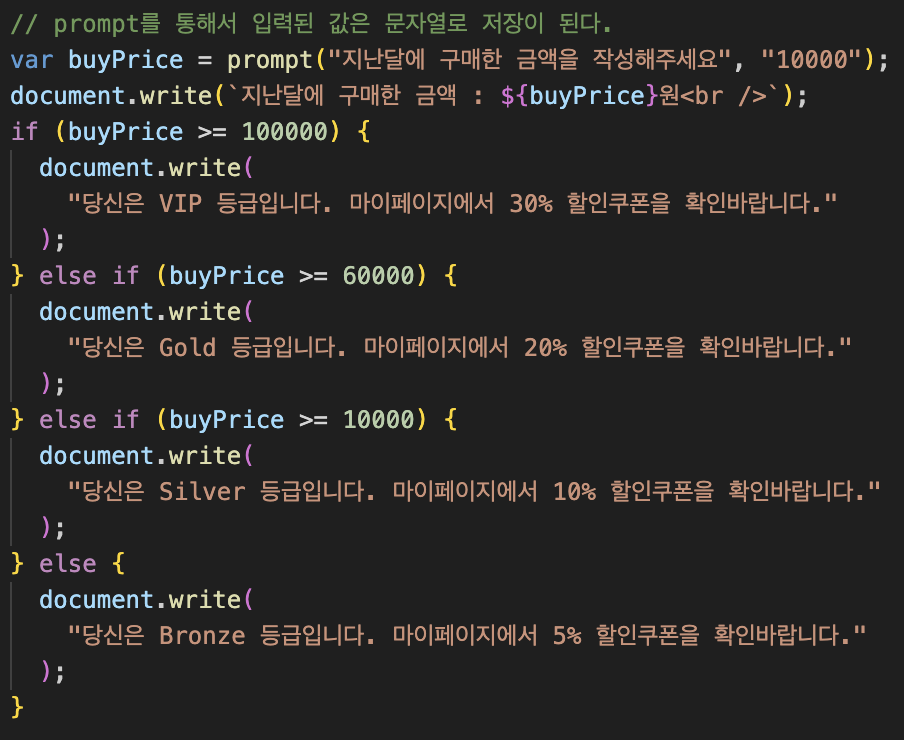 // prompt를 통해서 입력된 값은 문자열로 저장이 된다.
var buyPrice = prompt("지난달에 구매한 금액을 작성해주세요", "10000");
document.write(`지난달에 구매한 금액 : ${buyPrice}원<br />`);
if (buyPrice >= 100000) {
  document.write(
    "당신은 VIP 등급입니다. 마이페이지에서 30% 할인쿠폰을 확인바랍니다."
  );
} else if (buyPrice >= 60000) {
  document.write(
    "당신은 Gold 등급입니다. 마이페이지에서 20% 할인쿠폰을 확인바랍니다."
  );
} else if (buyPrice >= 10000) {
  document.write(
    "당신은 Silver 등급입니다. 마이페이지에서 10% 할인쿠폰을 확인바랍니다."
  );
} else {
  document.write(
    "당신은 Bronze 등급입니다. 마이페이지에서 5% 할인쿠폰을 확인바랍니다."
  );
}